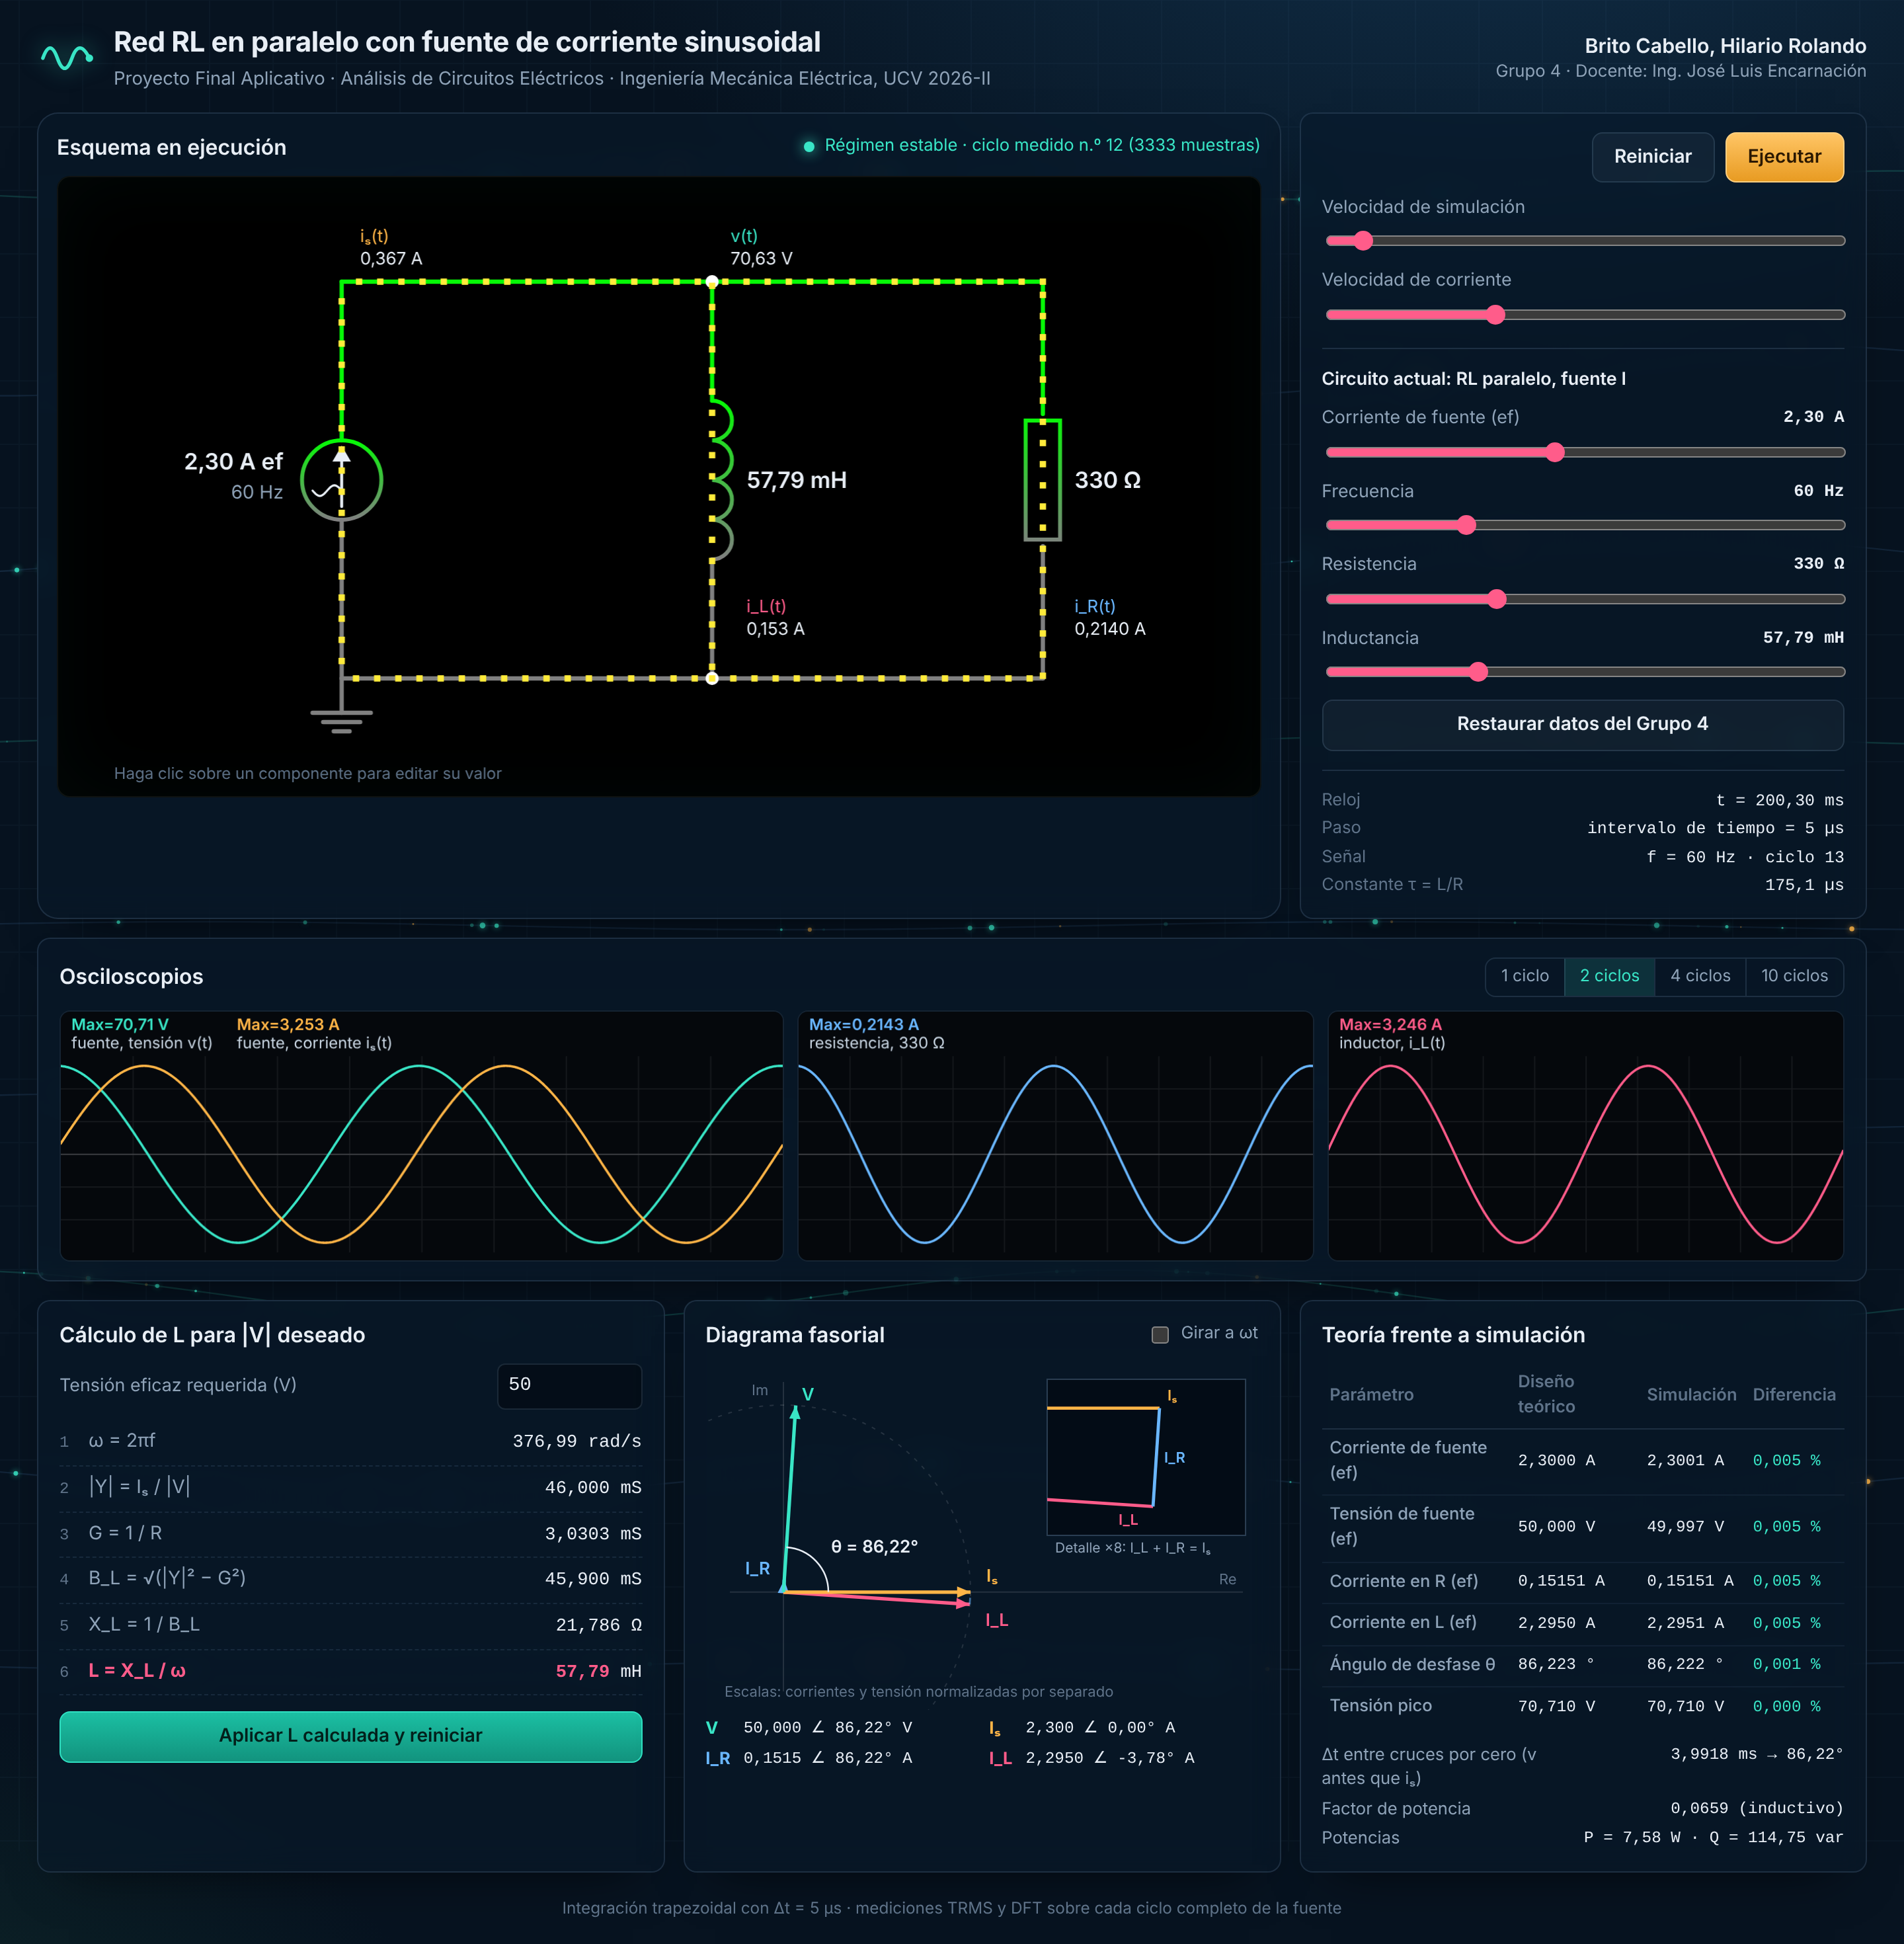 Red RL en paralelo con fuente de corriente sinusoidal
Proyecto Final Aplicativo · Análisis de Circuitos Eléctricos · Ingeniería Mecánica Eléctrica, UCV 2026-II
Brito Cabello, Hilario Rolando
Grupo 4 · Docente: Ing. José Luis Encarnación
Esquema en ejecución
Régimen estable · ciclo medido n.º 12 (3333 muestras)
iₛ(t)
0,367 A
v(t)
70,63 V
2,30 A ef
60 Hz
57,79 mH
330 Ω
i_L(t)
0,153 A
i_R(t)
0,2140 A
Haga clic sobre un componente para editar su valor
Reiniciar
Ejecutar
Velocidad de simulación
Velocidad de corriente
Circuito actual: RL paralelo, fuente I
Corriente de fuente (ef) 2,30 A
Frecuencia 60 Hz
Resistencia 330 Ω
Inductancia 57,79 mH
Restaurar datos del Grupo 4
Reloj t = 200,30 ms
Paso intervalo de tiempo = 5 µs
Señal f = 60 Hz · ciclo 13
Constante τ = L/R 175,1 µs
Osciloscopios
1 ciclo 2 ciclos 4 ciclos 10 ciclos
Max=70,71 V Max=3,253 A
fuente, tensión v(t) fuente, corriente iₛ(t)
Max=0,2143 A
resistencia, 330 Ω
Max=3,246 A
inductor, i_L(t)
Cálculo de L para |V| deseado
Tensión eficaz requerida (V) 50
1 ω = 2πf 376,99 rad/s
2 |Y| = Iₛ / |V| 46,000 mS
3 G = 1 / R 3,0303 mS
4 B_L = √(|Y|² − G²) 45,900 mS
5 X_L = 1 / B_L 21,786 Ω
6 L = X_L / ω 57,79 mH
Aplicar L calculada y reiniciar
Diagrama fasorial
Girar a ωt
Im
V
Iₛ
I_R
I_L
Detalle ×8: I_L + I_R = Iₛ
θ = 86,22°
I_R
Iₛ
Re
I_L
Escalas: corrientes y tensión normalizadas por separado
V 50,000 ∠ 86,22° V Iₛ 2,300 ∠ 0,00° A
I_R 0,1515 ∠ 86,22° A I_L 2,2950 ∠ -3,78° A
Teoría frente a simulación
Parámetro Diseño teórico Simulación Diferencia
Corriente de fuente (ef) 2,3000 A 2,3001 A 0,005 %
Tensión de fuente (ef) 50,000 V 49,997 V 0,005 %
Corriente en R (ef) 0,15151 A 0,15151 A 0,005 %
Corriente en L (ef) 2,2950 A 2,2951 A 0,005 %
Ángulo de desfase θ 86,223 ° 86,222 ° 0,001 %
Tensión pico 70,710 V 70,710 V 0,000 %
Δt entre cruces por cero (v antes que iₛ) 3,9918 ms → 86,22°
Factor de potencia 0,0659 (inductivo)
Potencias P = 7,58 W · Q = 114,75 var
Integración trapezoidal con Δt = 5 µs · mediciones TRMS y DFT sobre cada ciclo completo de la fuente